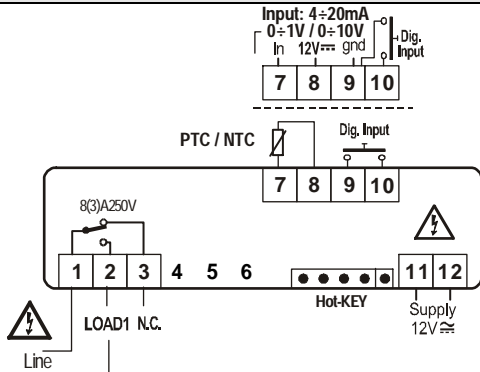 Input: 4÷20mA
0÷1V / 0÷10V
In 12V⎓ gnd
Dig.
Input
7 8 9 10
PTC / NTC
Dig. Input
7 8 9 10
8(3)A250V
1 2 3 4 5 6
11 12
Hot-KEY
LOAD1 N.C.
Supply
12V≂
Line